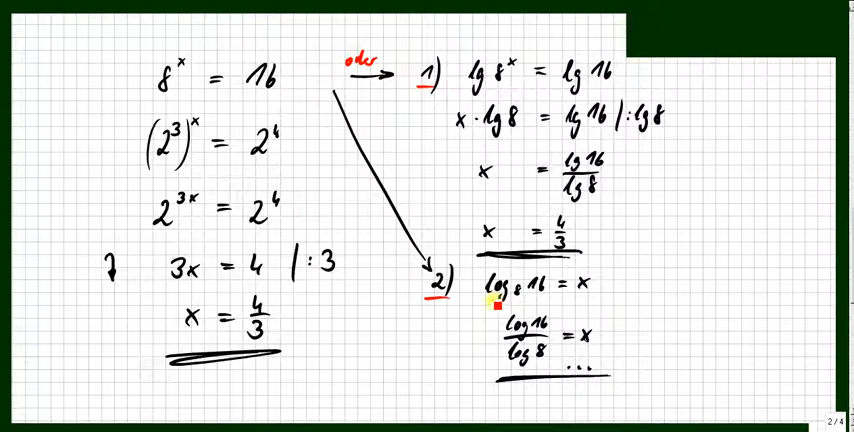 8^x = 16
(2^3)^x = 2^4
2^{3x} = 2^4
3x = 4 | : 3
x = 4/3
oder
1) lg 8^x = lg 16
x · lg 8 = lg 16 | : lg 8
x = lg 16 / lg 8
x = 4/3
2) log_8 16 = x
log 16 / log 8 = x
...
2 / 4